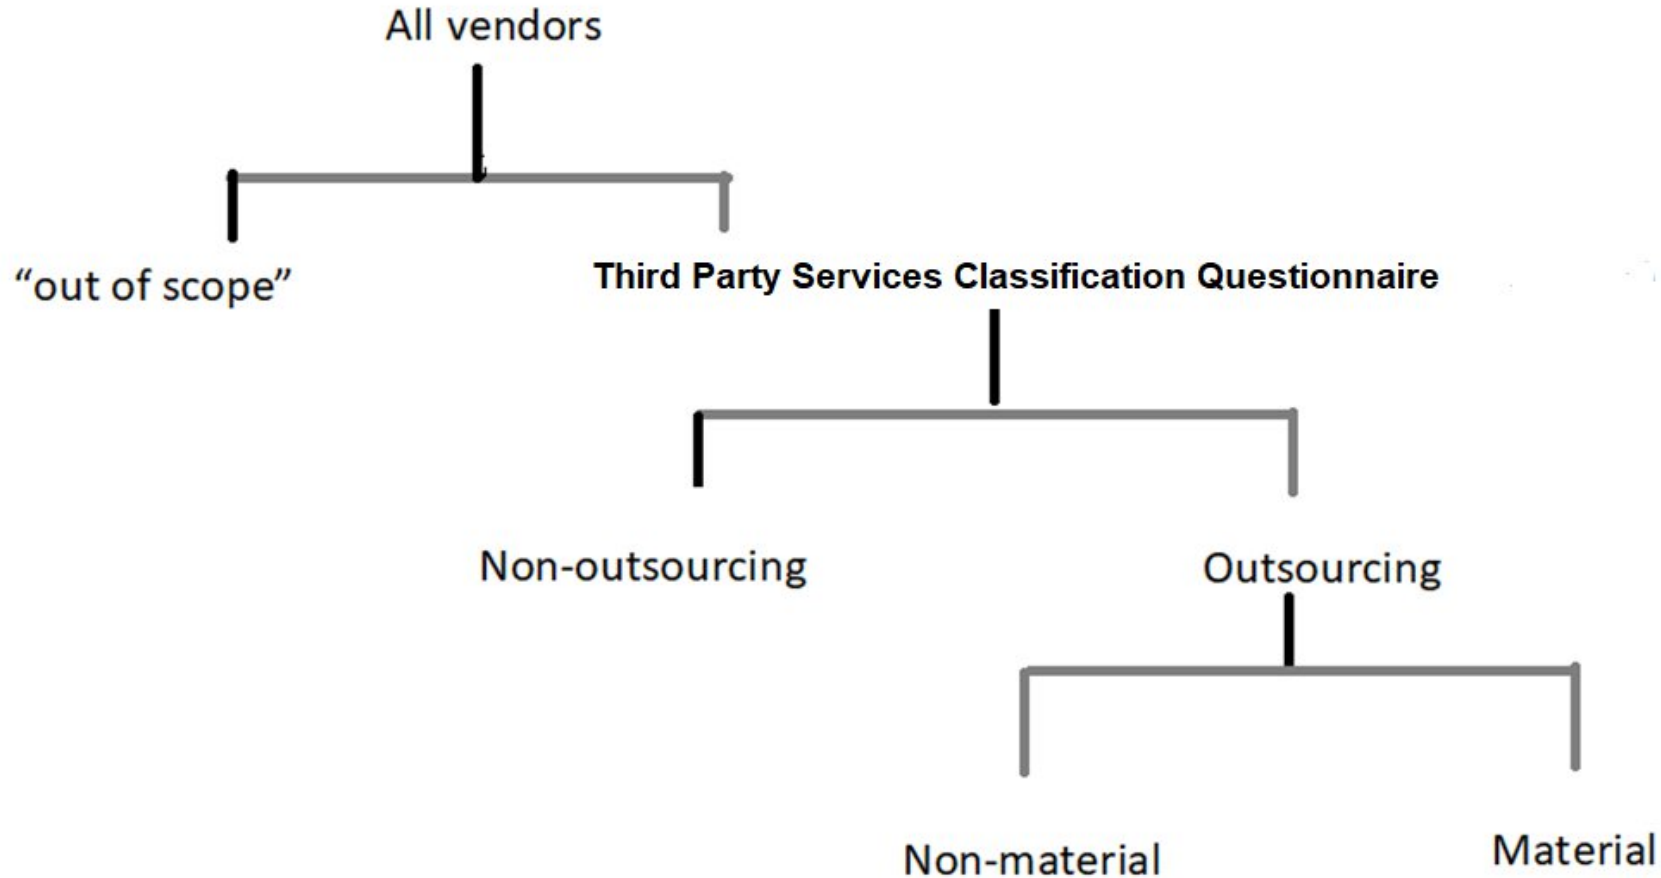 All vendors
“out of scope”
Third Party Services Classification Questionnaire
Non-outsourcing
Outsourcing
Non-material
Material